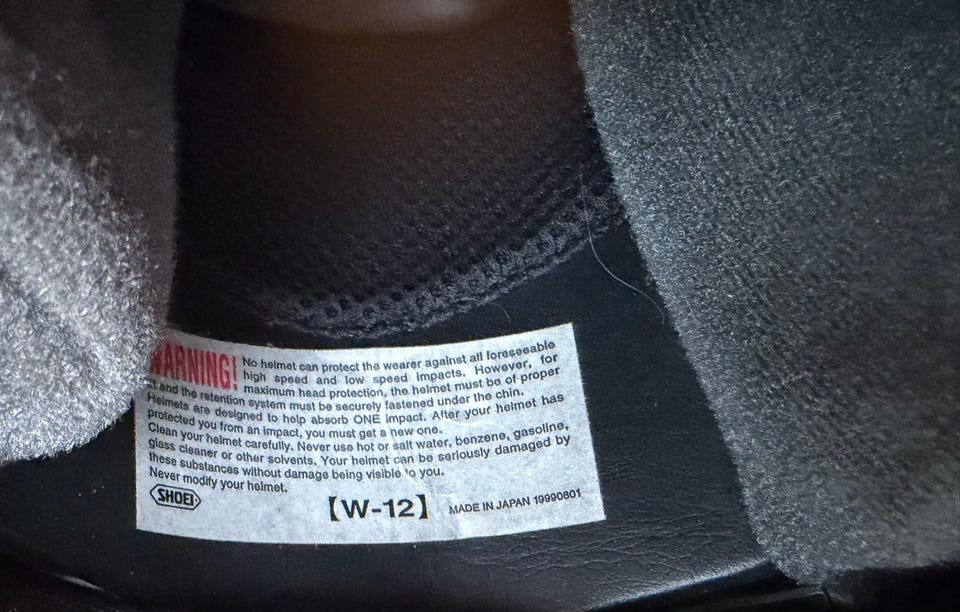 WARNING! No helmet can protect the wearer against all foreseeable
high speed and low speed impacts. However, for
maximum head protection, the helmet must be of proper
and the retention system must be securely fastened under the chin.
Helmets are designed to help absorb ONE impact. After your helmet has
protected you from an impact, you must get a new one.
Clean your helmet carefully. Never use hot or salt water, benzene, gasoline,
glass cleaner or other solvents. Your helmet can be seriously damaged by
these substances without damage being visible to you.
Never modify your helmet.
SHOEI 【W-12】 MADE IN JAPAN 19990801